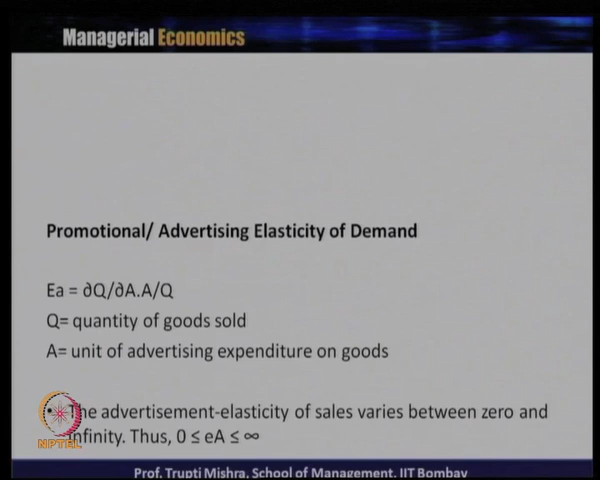 Managerial Economics
Promotional/ Advertising Elasticity of Demand
Ea = ∂Q/∂A.A/Q
Q= quantity of goods sold
A= unit of advertising expenditure on goods
The advertisement-elasticity of sales varies between zero and
infinity. Thus, 0 ≤ eA ≤ ∞
NPTEL
Prof. Trupti Mishra, School of Management, IIT Bombay